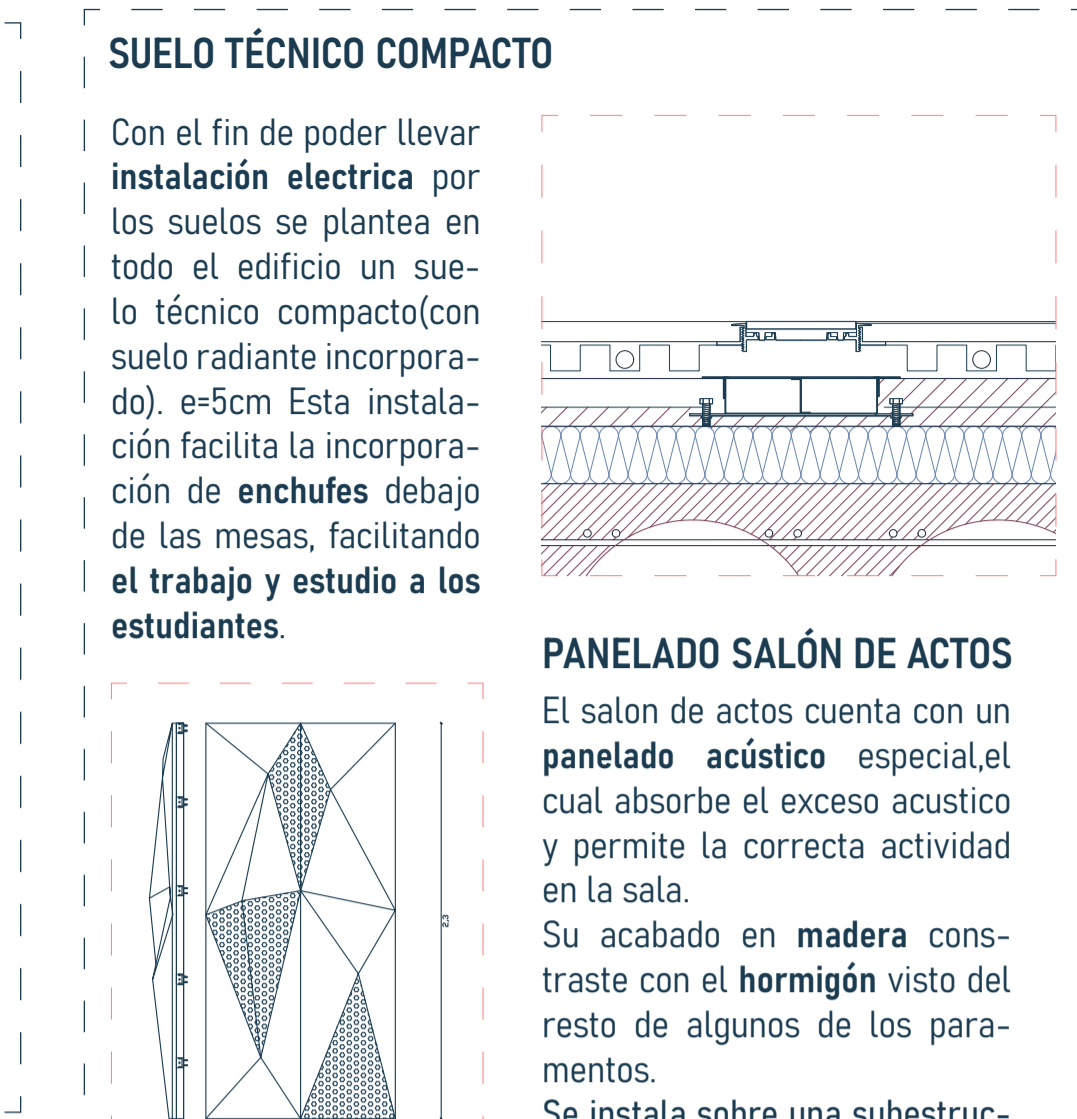 SUELO TÉCNICO COMPACTO
Con el fin de poder llevar
instalación electrica por
los suelos se plantea en
todo el edificio un sue-
lo técnico compacto(con
suelo radiante incorpora-
do). e=5cm Esta instala-
ción facilita la incorpora-
ción de enchufes debajo
de las mesas, facilitando
el trabajo y estudio a los
estudiantes.
PANELADO SALÓN DE ACTOS
El salon de actos cuenta con un
panelado acústico especial,el
cual absorbe el exceso acustico
y permite la correcta actividad
en la sala.
Su acabado en madera cons-
traste con el hormigón visto del
resto de algunos de los para-
mentos.
Se instala sobre una subestruc-
2,3